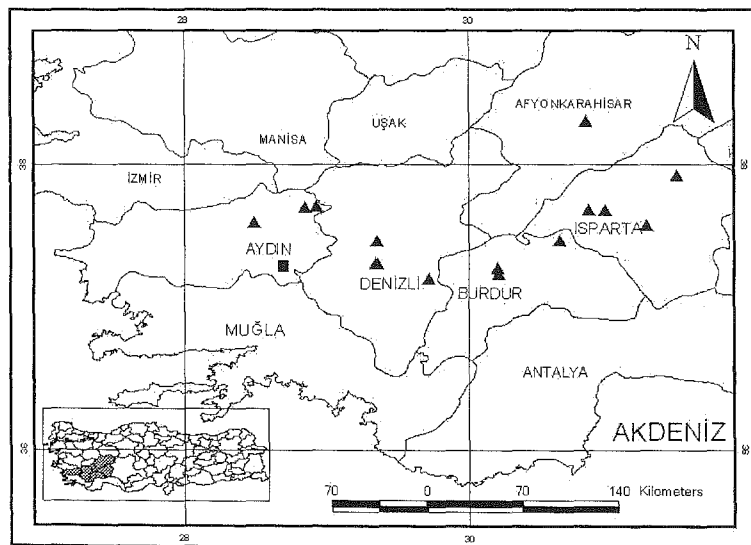 28 30
N
AFYONKARAHİSAR
UŞAK
MANİSA
38 38
İZMİR
ISPARTA
AYDIN
DENİZLİ
BURDUR
MUĞLA
ANTALYA
AKDENİZ
36 36
70 0 70 140 Kilometers
28 30